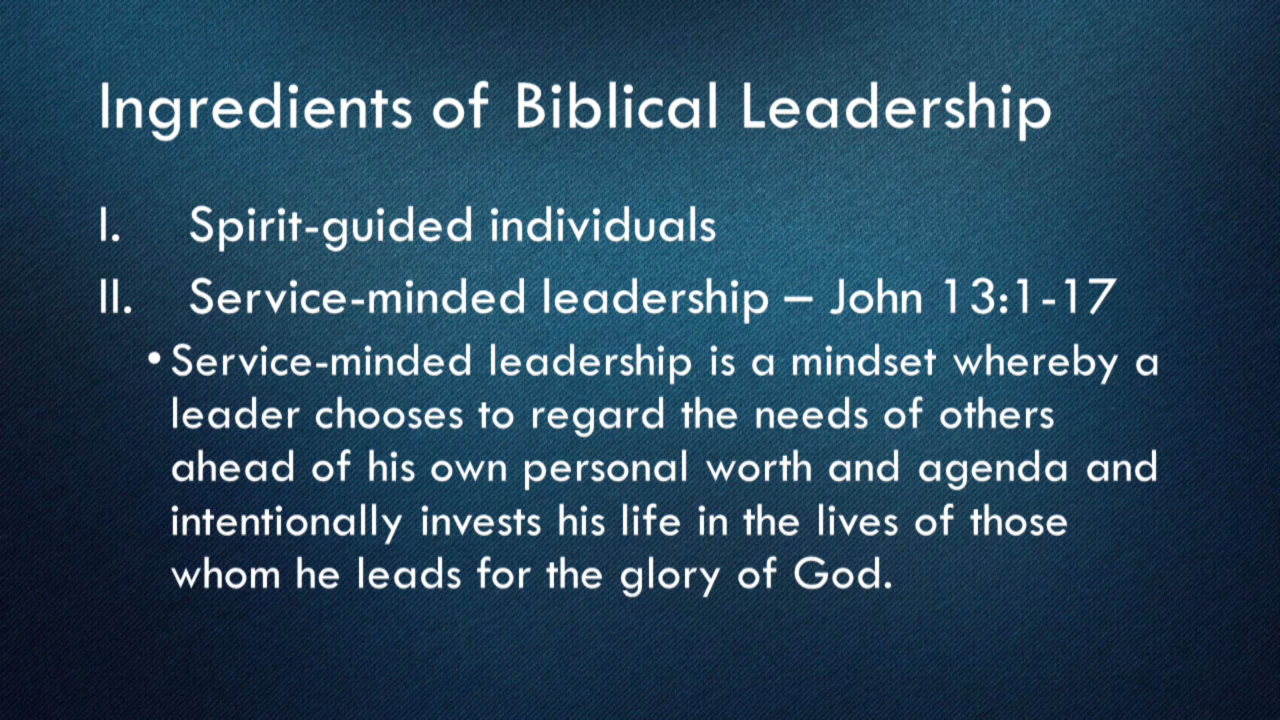 Ingredients of Biblical Leadership
I. Spirit-guided individuals
II. Service-minded leadership – John 13:1-17
• Service-minded leadership is a mindset whereby a
leader chooses to regard the needs of others
ahead of his own personal worth and agenda and
intentionally invests his life in the lives of those
whom he leads for the glory of God.